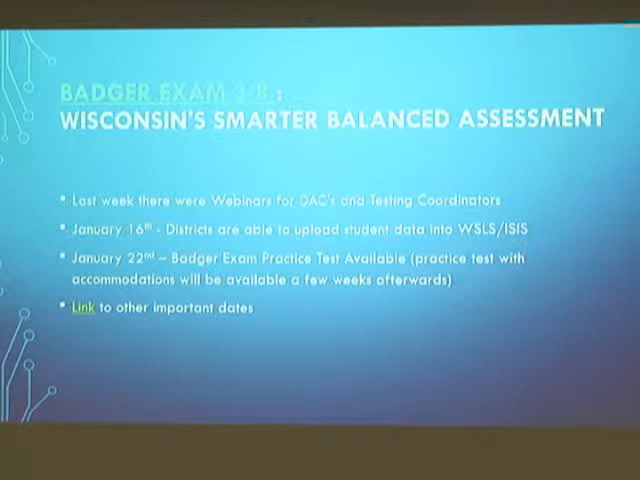 BADGER EXAM 3-8 :
WISCONSIN'S SMARTER BALANCED ASSESSMENT
Last week there were Webinars for DAC's and Testing Coordinators
January 16th - Districts are able to upload student data into WSLS/ISIS
January 22nd – Badger Exam Practice Test Available (practice test with
accommodations will be available a few weeks afterwards)
Link to other important dates